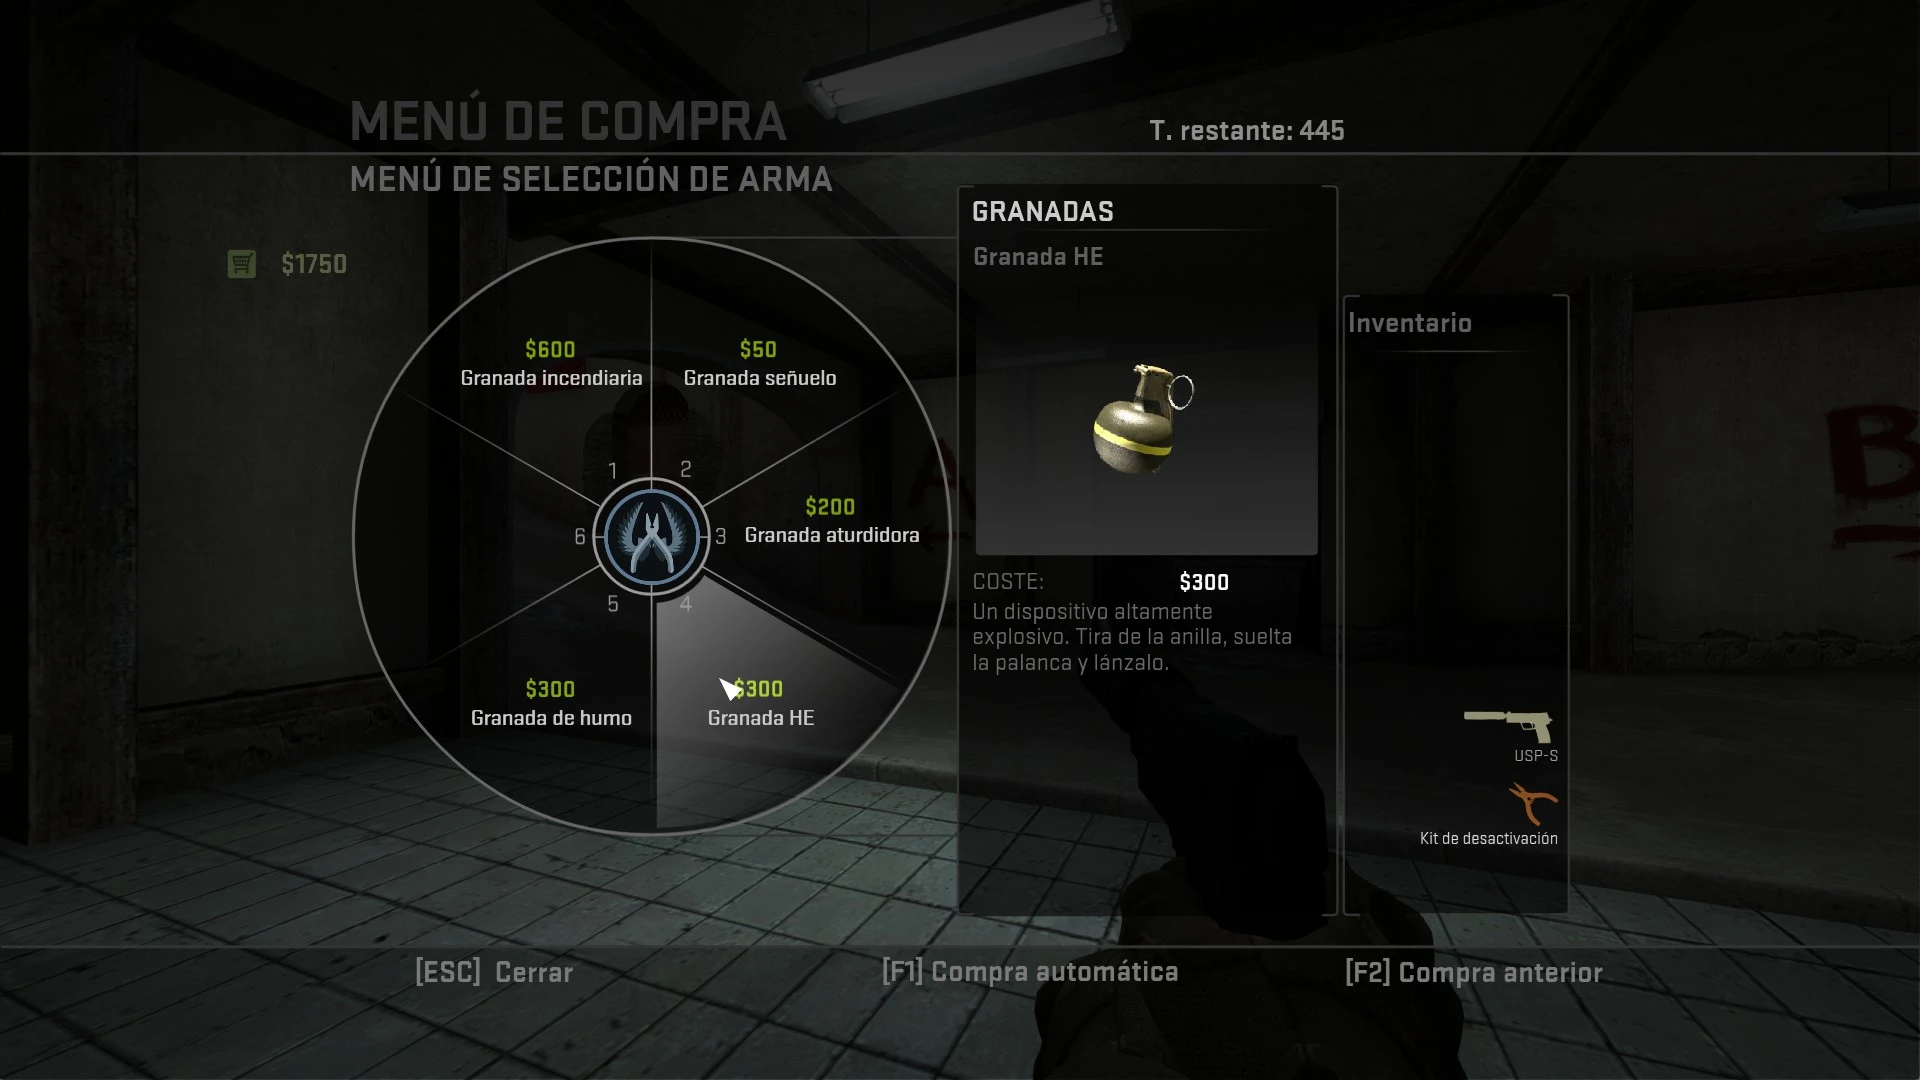 MENÚ DE COMPRA
T. restante: 445
MENÚ DE SELECCIÓN DE ARMA
$1750
$600
Granada incendiaria
$50
Granada señuelo
$200
Granada aturdidora
$300
Granada HE
$300
Granada de humo
1
2
3
4
5
6
GRANADAS
Granada HE
COSTE: $300
Un dispositivo altamente
explosivo. Tira de la anilla, suelta
la palanca y lánzalo.
Inventario
USP-S
Kit de desactivación
A
B
[ESC] Cerrar
[F1] Compra automática
[F2] Compra anterior